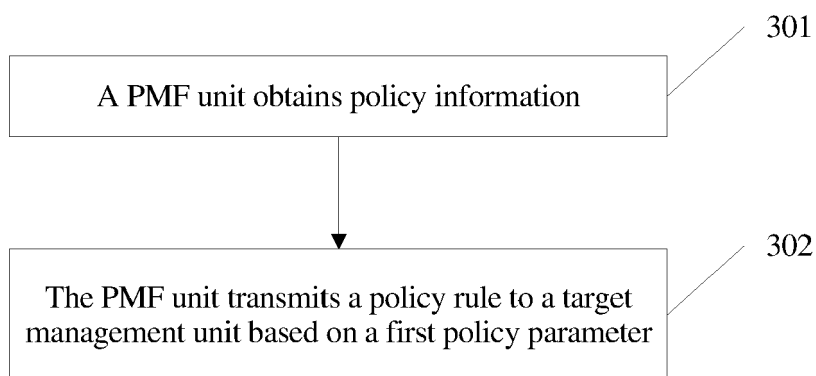 301
A PMF unit obtains policy information
302
The PMF unit transmits a policy rule to a target
management unit based on a first policy parameter